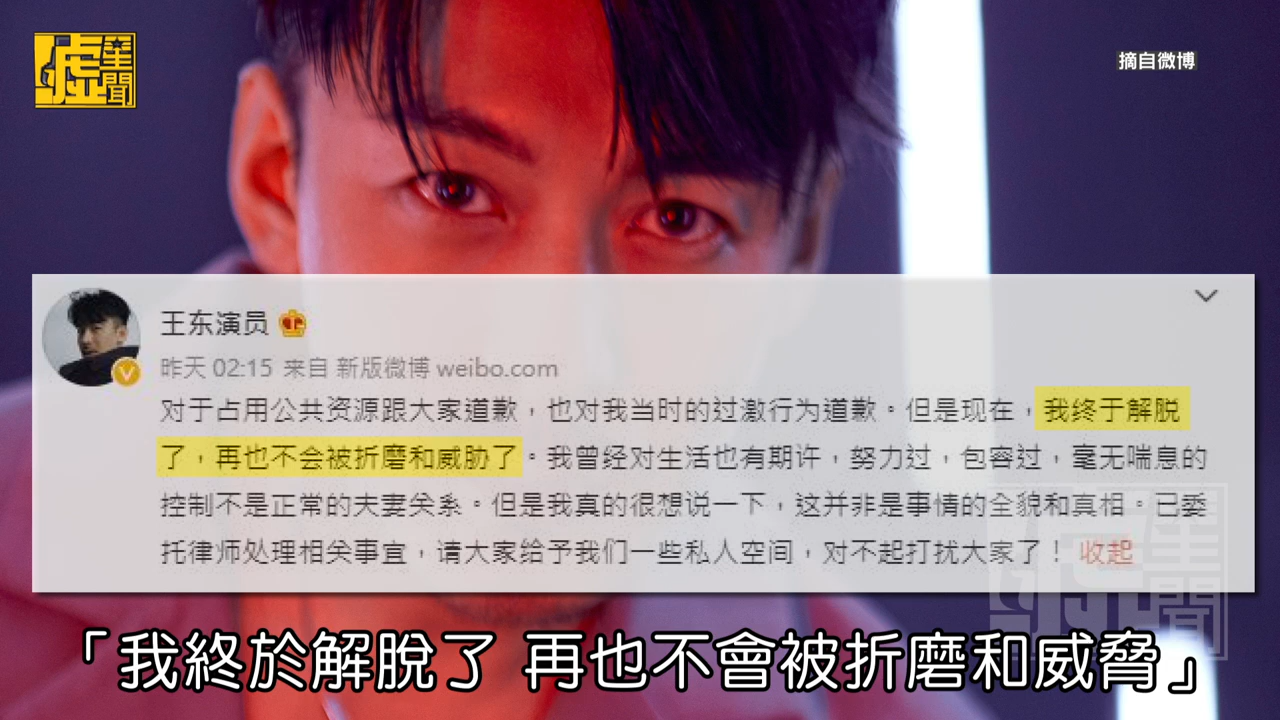 噓星聞
摘自微博
王东演员
昨天 02:15 来自 新版微博 weibo.com
对于占用公共资源跟大家道歉，也对我当时的过激行为道歉。但是现在，我终于解脱
了，再也不会被折磨和威胁了。我曾经对生活也有期许，努力过，包容过，毫无喘息的
控制不是正常的夫妻关系。但是我真的很想说一下，这并非是事情的全貌和真相。已委
托律师处理相关事宜，请大家给予我们一些私人空间，对不起打扰大家了！ 收起
噓星聞
「我終於解脫了 再也不會被折磨和威脅」